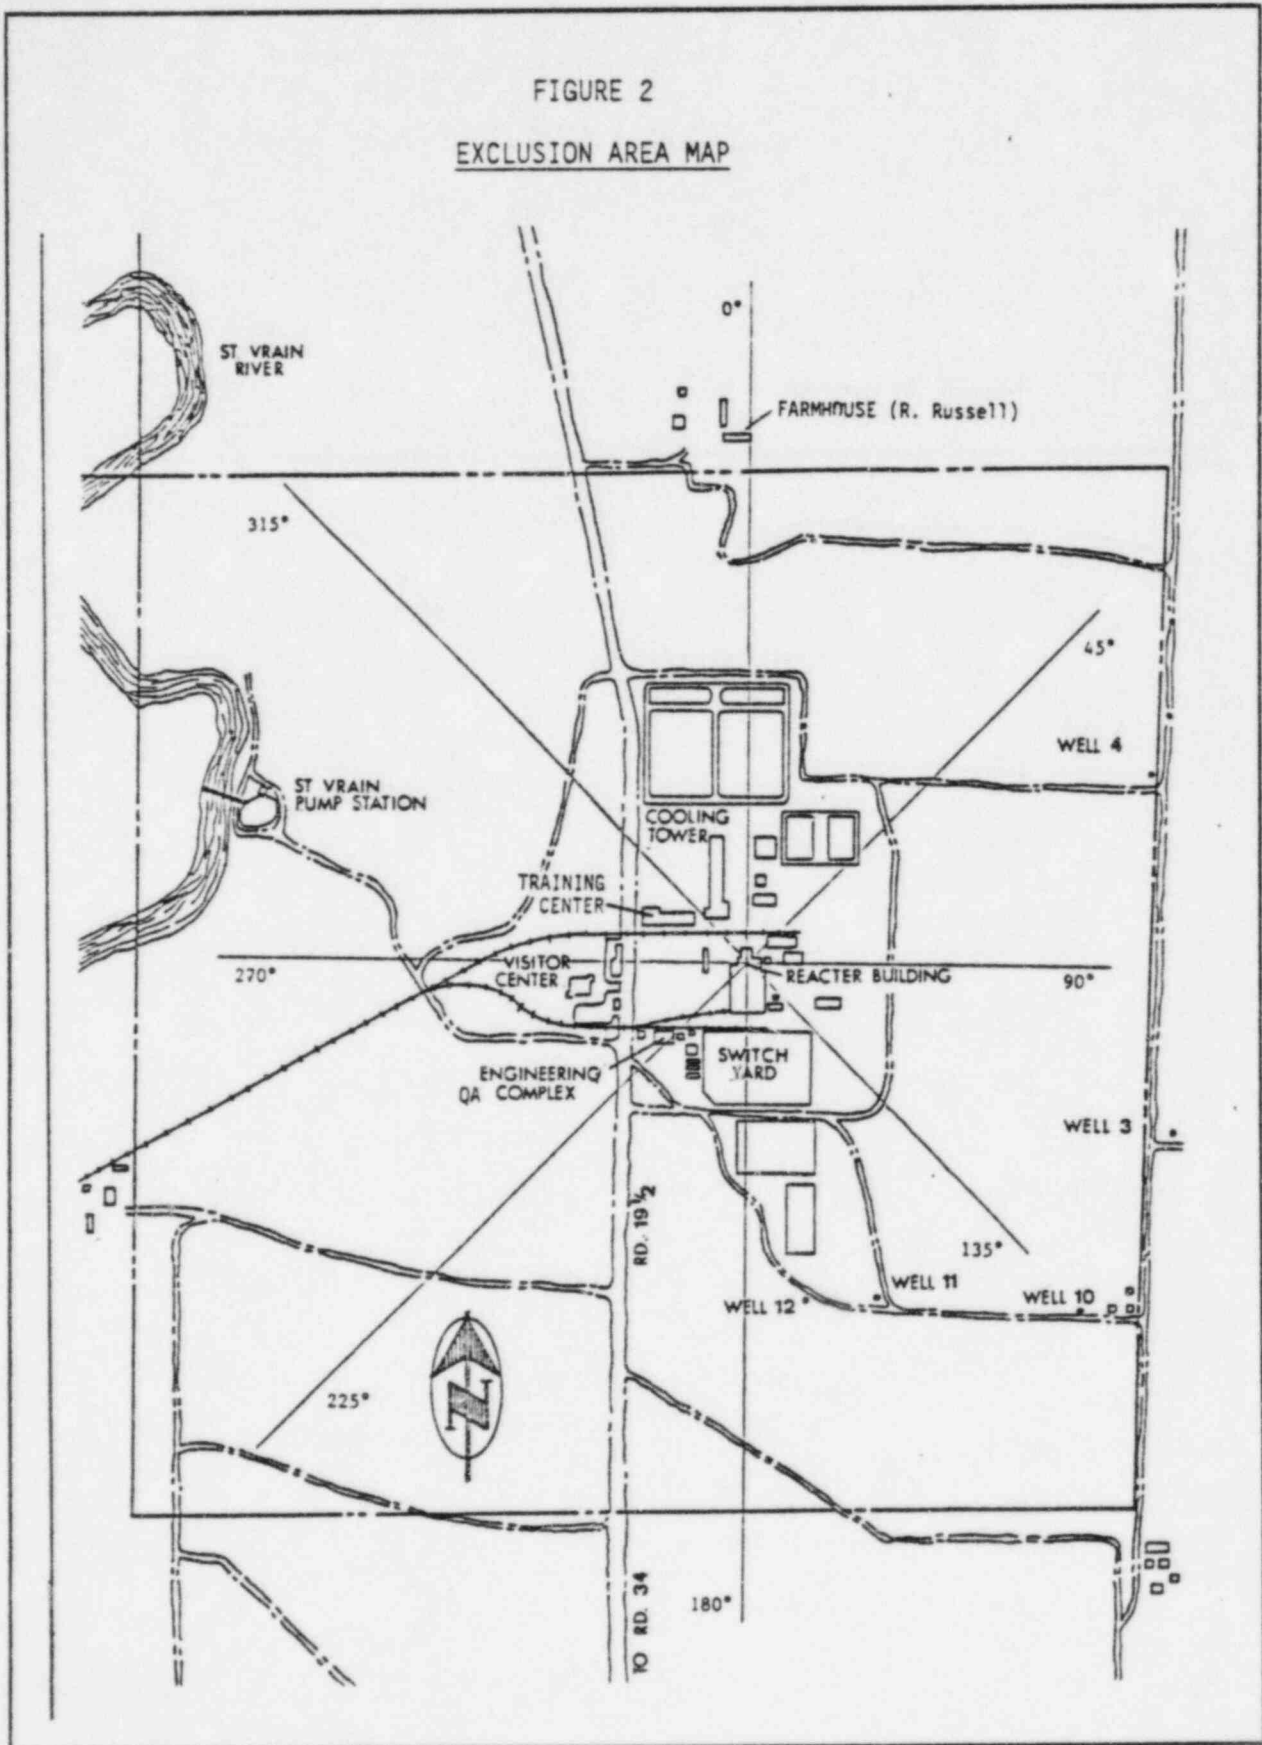 FIGURE 2
EXCLUSION AREA MAP
0°
ST VRAIN
RIVER
FARMHOUSE (R. Russell)
315°
45°
WELL 4
ST VRAIN
PUMP STATION
COOLING
TOWER
TRAINING
CENTER
VISITOR
CENTER
270°
REACTER BUILDING
90°
SWITCH
YARD
ENGINEERING
QA COMPLEX
WELL 3
RD. 19 1/2
135°
WELL 11
WELL 10
WELL 12
225°
N
TO RD. 34
180°